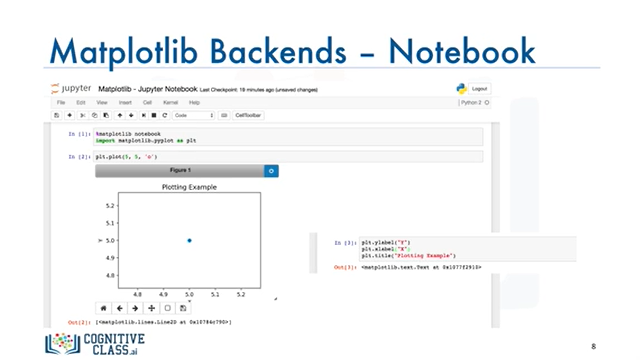 Matplotlib Backends – Notebook
jupyter Matplotlib - Jupyter Notebook Last Checkpoint: 18 minutes ago (unsaved changes) Logout
File Edit View Insert Cell Kernel Help Python 2
Code CellToolbar
In [1]: %matplotlib notebook
import matplotlib.pyplot as plt
In [2]: plt.plot(5, 5, 'o')
Figure 1
Plotting Example
5.2
5.1
Y 5.0
4.9
4.8
4.8 4.9 5.0 5.1 5.2
Out[2]: [<matplotlib.lines.Line2D at 0x10784c790>]
In [3]: plt.ylabel("Y")
plt.xlabel("X")
plt.title("Plotting Example")
Out[3]: <matplotlib.text.Text at 0x1077f2910>
COGNITIVE
CLASS.ai
8